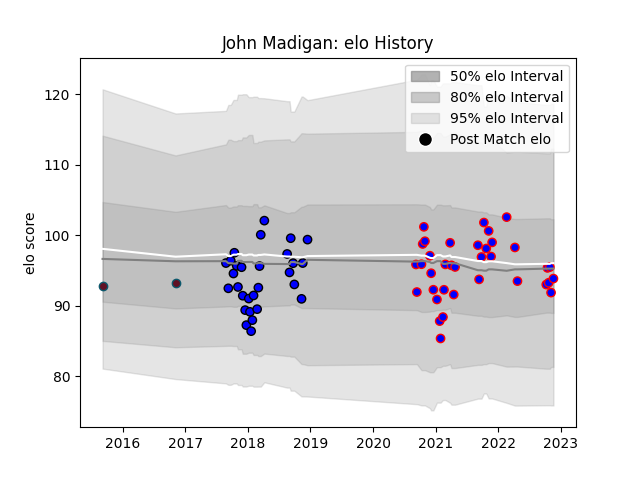 John Madigan: elo History
50% elo Interval
80% elo Interval
95% elo Interval
Post Match elo
elo score
120
110
100
90
80
2016 2017 2018 2019 2020 2021 2022 2023